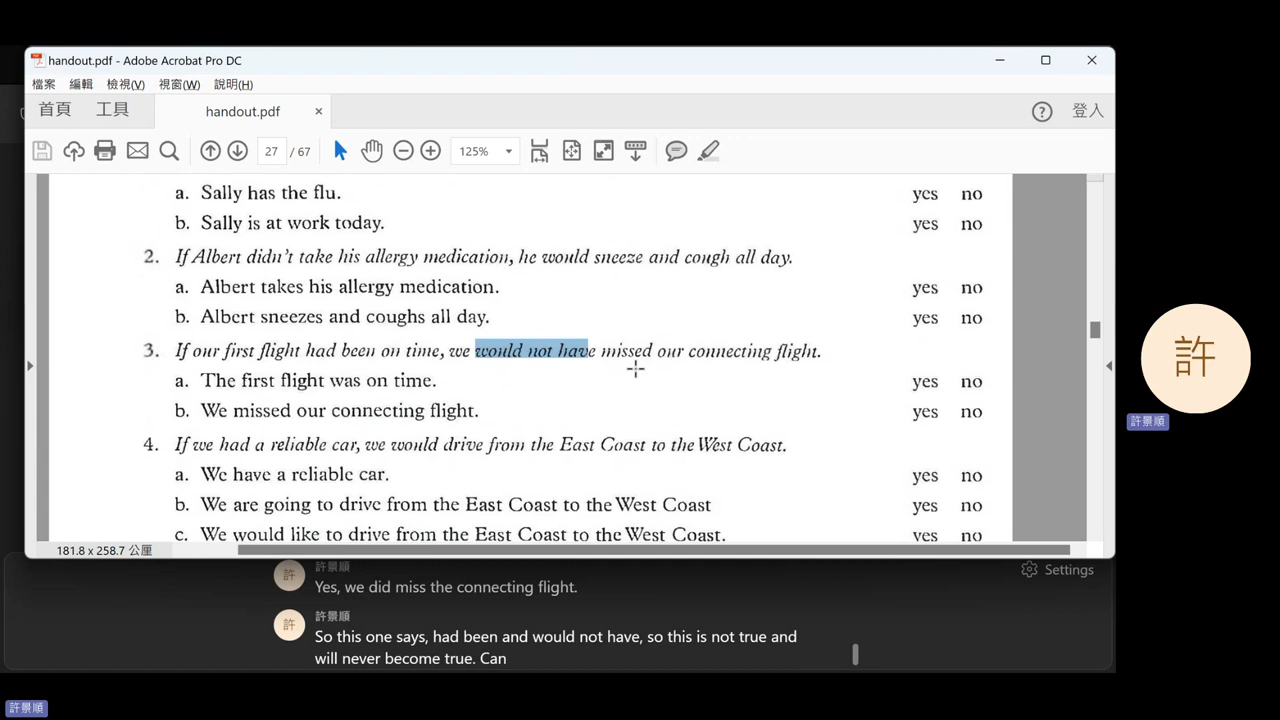 handout.pdf - Adobe Acrobat Pro DC
檔案 編輯 檢視(V) 視窗(W) 說明(H)
首頁 工具 handout.pdf × ? 登入
27 / 67 125%
a. Sally has the flu. yes no
b. Sally is at work today. yes no
2. If Albert didn't take his allergy medication, he would sneeze and cough all day.
a. Albert takes his allergy medication. yes no
b. Albert sneezes and coughs all day. yes no
3. If our first flight had been on time, we would not have missed our connecting flight.
a. The first flight was on time. yes no
b. We missed our connecting flight. yes no
4. If we had a reliable car, we would drive from the East Coast to the West Coast.
a. We have a reliable car. yes no
b. We are going to drive from the East Coast to the West Coast yes no
c. We would like to drive from the East Coast to the West Coast. yes no
181.8 x 258.7 公厘
許
許景順
許 許景順
Settings
Yes, we did miss the connecting flight.
許 許景順
So this one says, had been and would not have, so this is not true and
will never become true. Can
許景順